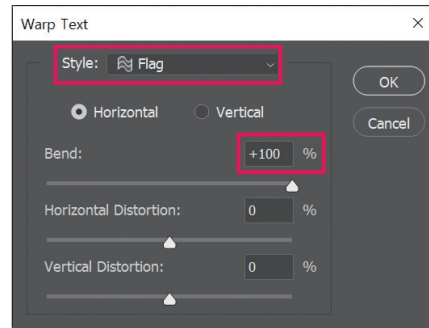 Warp Text
Style: Flag
OK
Horizontal Vertical
Cancel
Bend: +100 %
Horizontal Distortion: 0 %
Vertical Distortion: 0 %